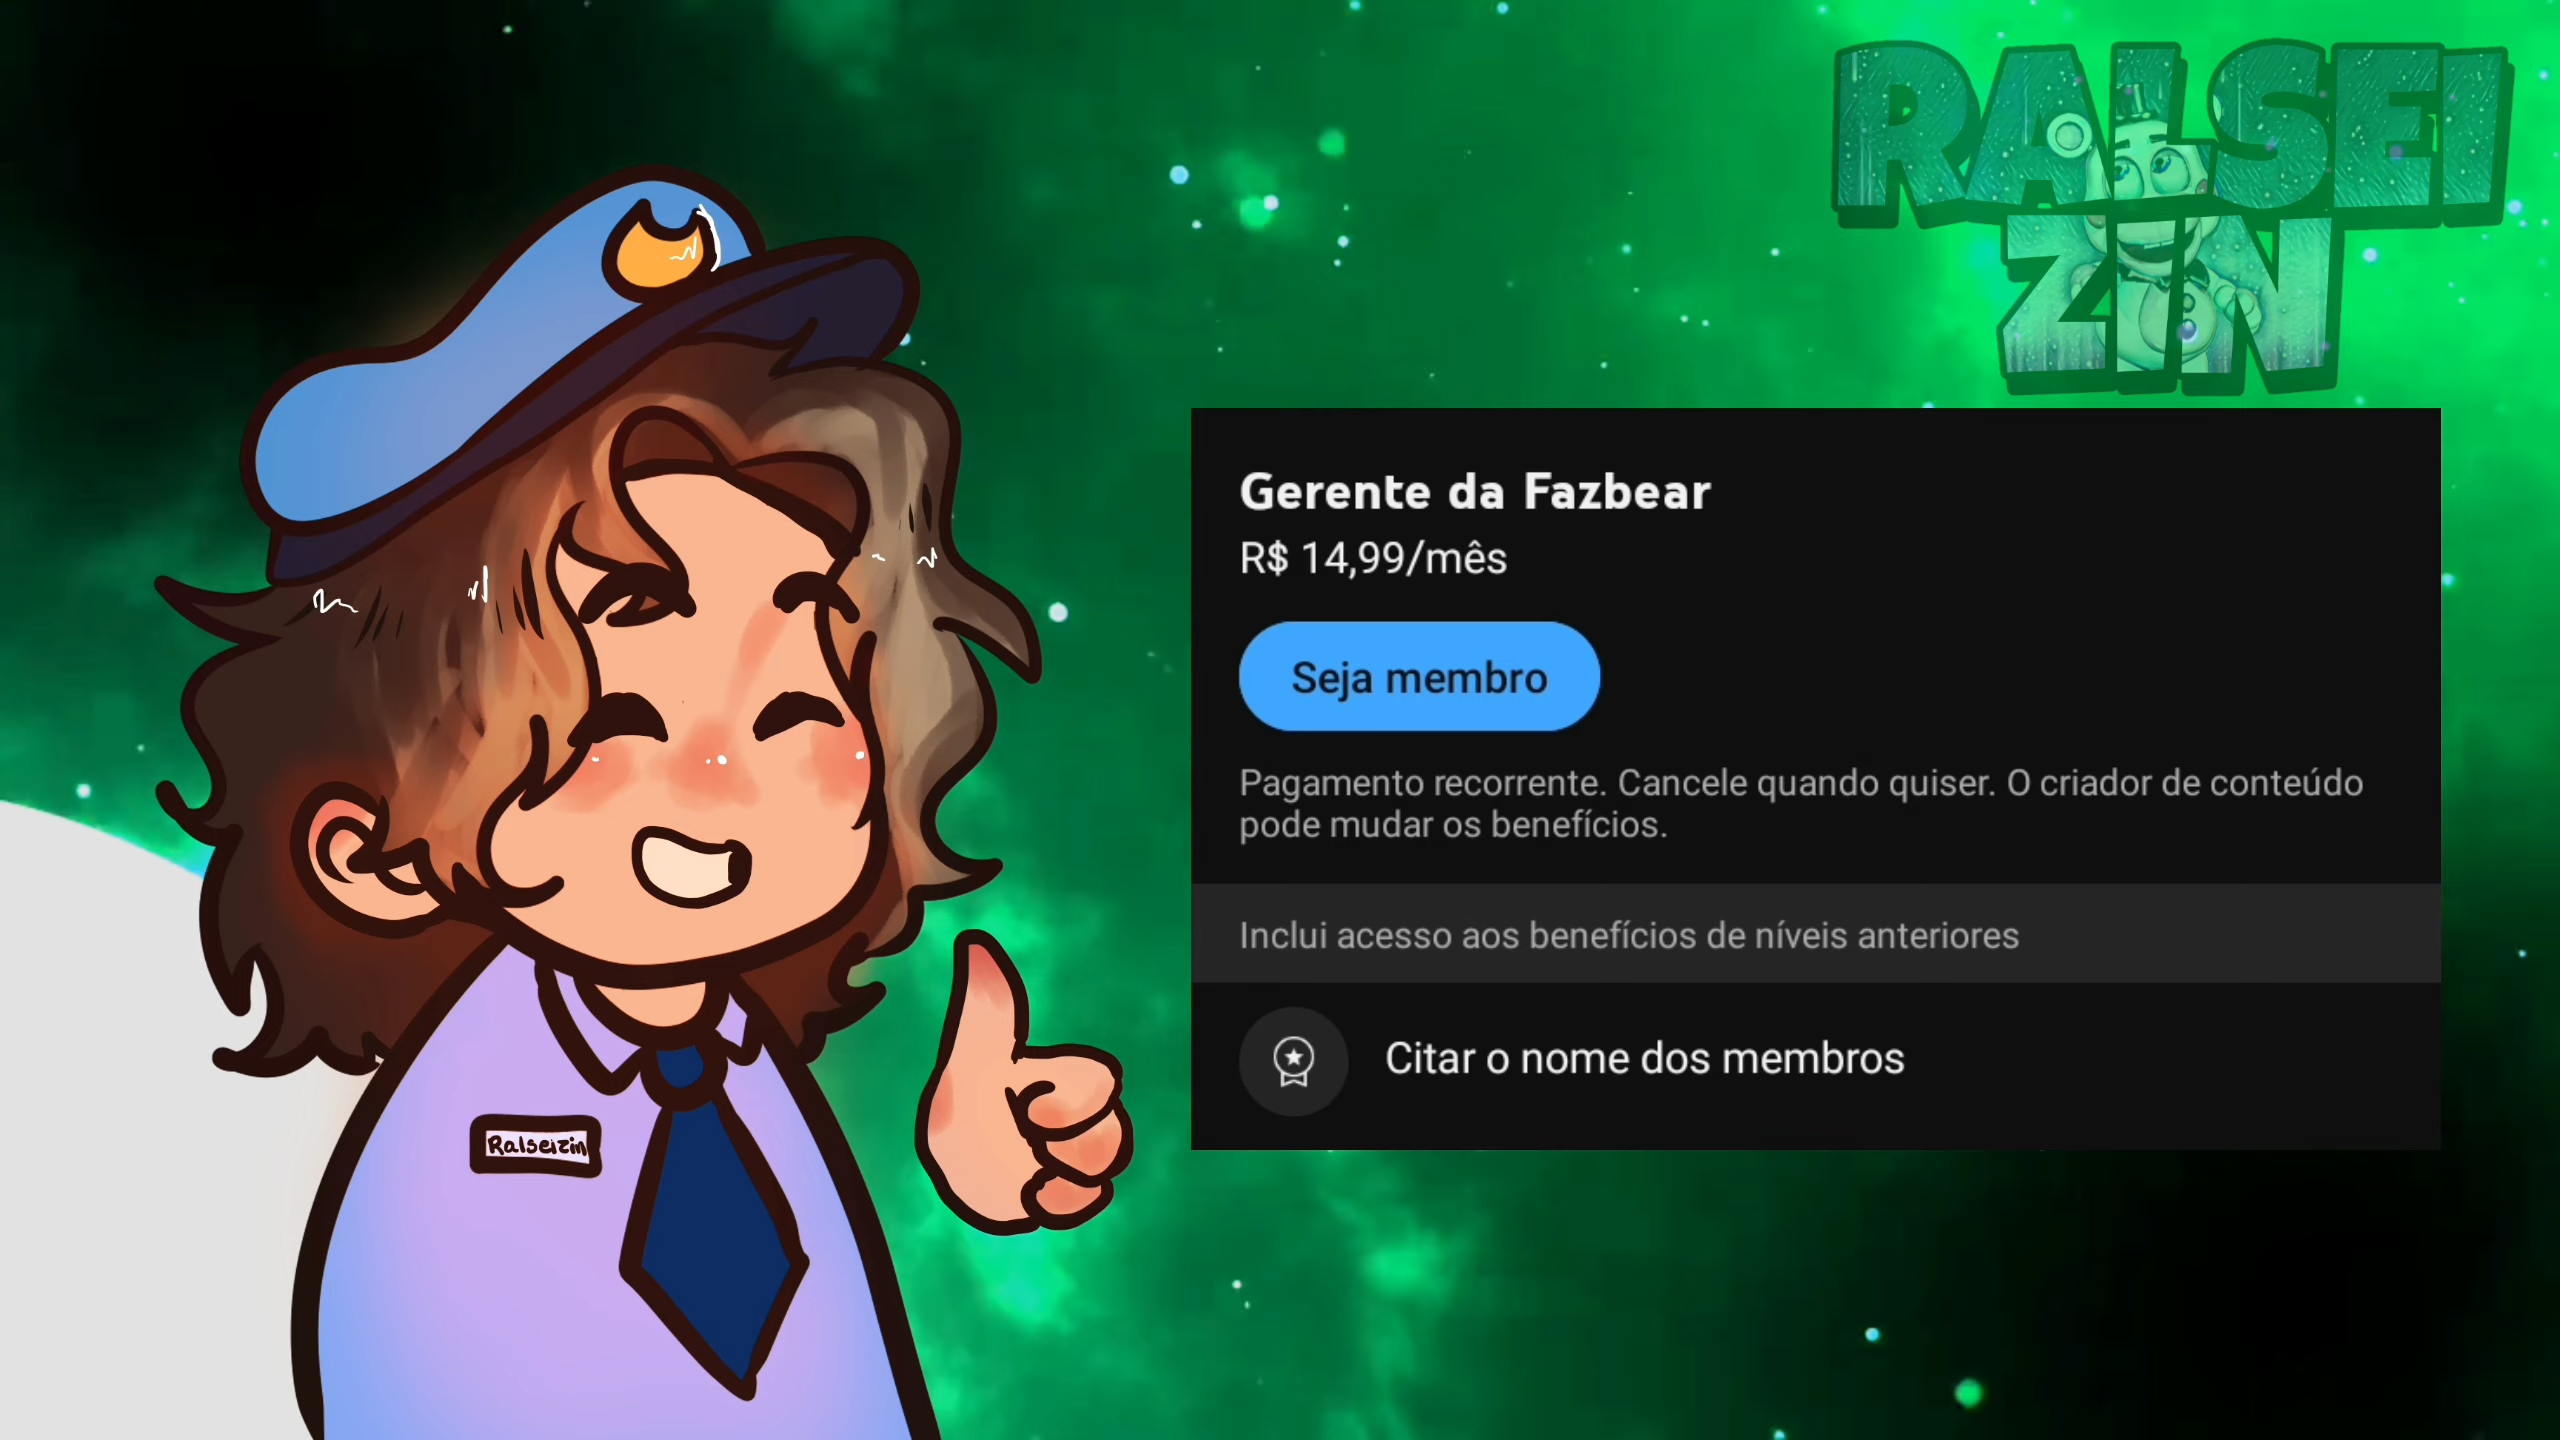 RALSEI
ZIN
Gerente da Fazbear
R$ 14,99/mês
Seja membro
Pagamento recorrente. Cancele quando quiser. O criador de conteúdo
pode mudar os benefícios.
Inclui acesso aos benefícios de níveis anteriores
Citar o nome dos membros
Ralseizin